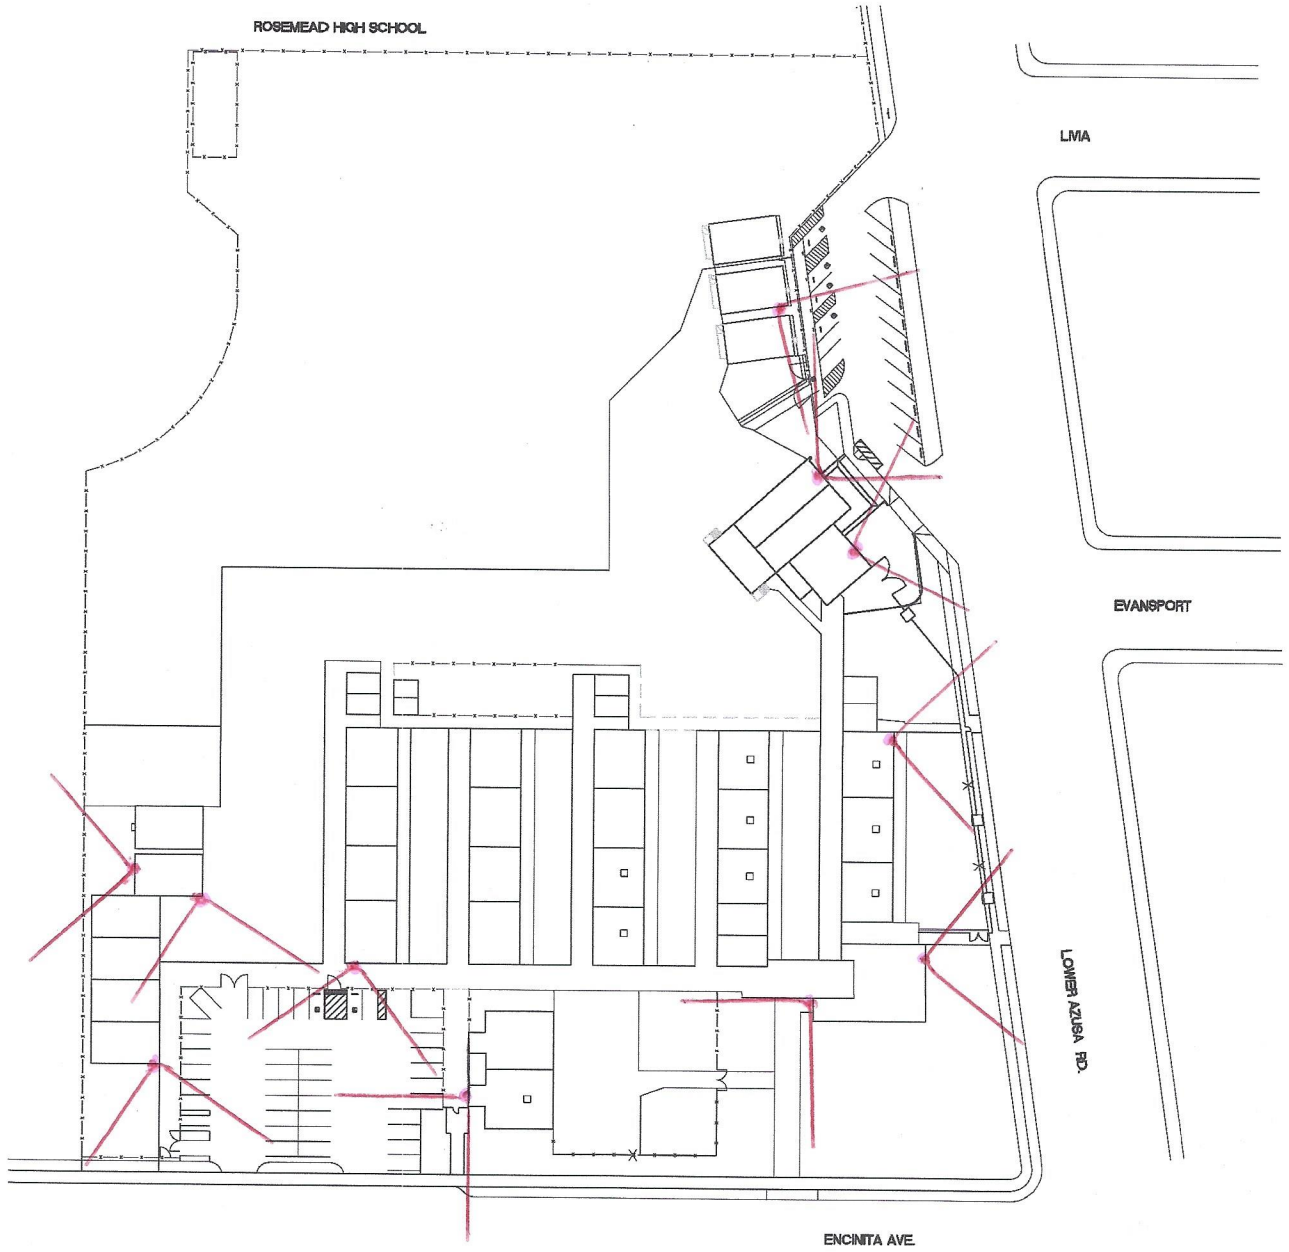 ROSEMEAD HIGH SCHOOL
LIVIA
EVANSPORT
LOWER AZUSA RD.
ENCINITA AVE.